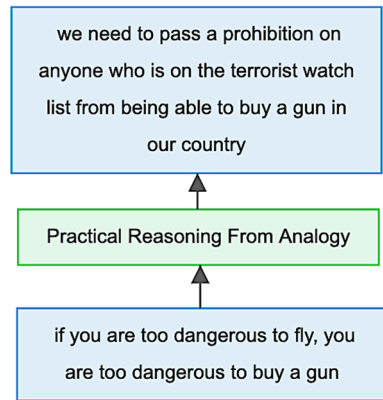 we need to pass a prohibition on
anyone who is on the terrorist watch
list from being able to buy a gun in
our country
Practical Reasoning From Analogy
if you are too dangerous to fly, you
are too dangerous to buy a gun